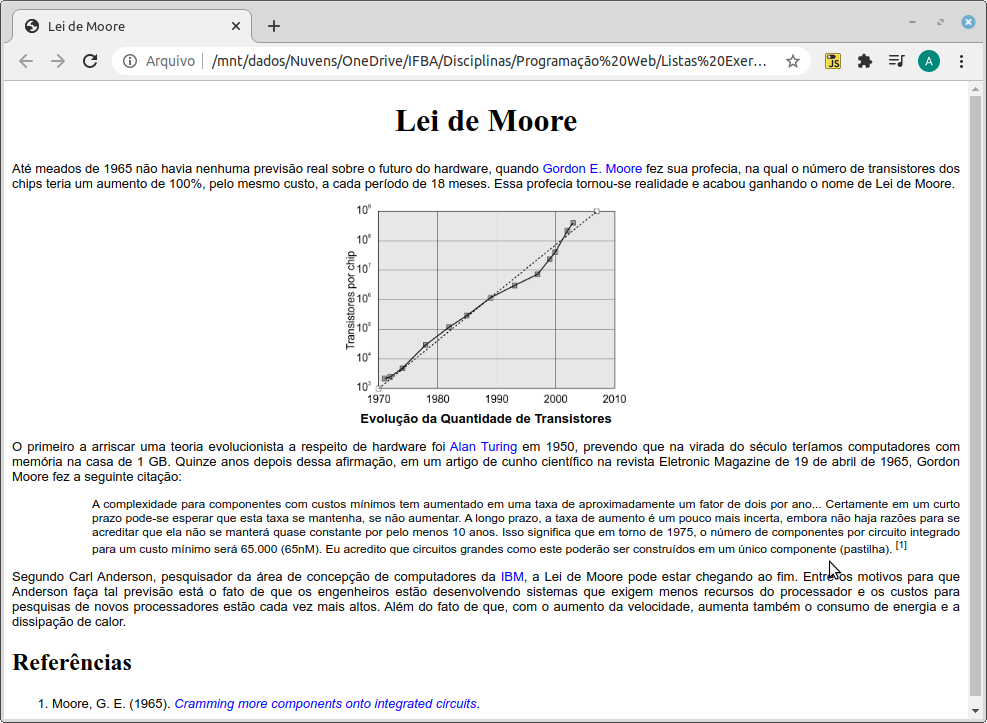 Lei de Moore
Arquivo | /mnt/dados/Nuvens/OneDrive/IFBA/Disciplinas/Programação%20Web/Listas%20Exer...
JS
A
Lei de Moore
Até meados de 1965 não havia nenhuma previsão real sobre o futuro do hardware, quando Gordon E. Moore fez sua profecia, na qual o número de transistores dos
chips teria um aumento de 100%, pelo mesmo custo, a cada período de 18 meses. Essa profecia tornou-se realidade e acabou ganhando o nome de Lei de Moore.
Transistores por chip
10⁹
10⁸
10⁷
10⁶
10⁵
10⁴
10³
1970 1980 1990 2000 2010
Evolução da Quantidade de Transistores
O primeiro a arriscar uma teoria evolucionista a respeito de hardware foi Alan Turing em 1950, prevendo que na virada do século teríamos computadores com
memória na casa de 1 GB. Quinze anos depois dessa afirmação, em um artigo de cunho científico na revista Eletronic Magazine de 19 de abril de 1965, Gordon
Moore fez a seguinte citação:
A complexidade para componentes com custos mínimos tem aumentado em uma taxa de aproximadamente um fator de dois por ano... Certamente em um curto
prazo pode-se esperar que esta taxa se mantenha, se não aumentar. A longo prazo, a taxa de aumento é um pouco mais incerta, embora não haja razões para se
acreditar que ela não se manterá quase constante por pelo menos 10 anos. Isso significa que em torno de 1975, o número de componentes por circuito integrado
para um custo mínimo será 65.000 (65nM). Eu acredito que circuitos grandes como este poderão ser construídos em um único componente (pastilha). [1]
Segundo Carl Anderson, pesquisador da área de concepção de computadores da IBM, a Lei de Moore pode estar chegando ao fim. Entre os motivos para que
Anderson faça tal previsão está o fato de que os engenheiros estão desenvolvendo sistemas que exigem menos recursos do processador e os custos para
pesquisas de novos processadores estão cada vez mais altos. Além do fato de que, com o aumento da velocidade, aumenta também o consumo de energia e a
dissipação de calor.
Referências
1. Moore, G. E. (1965). Cramming more components onto integrated circuits.